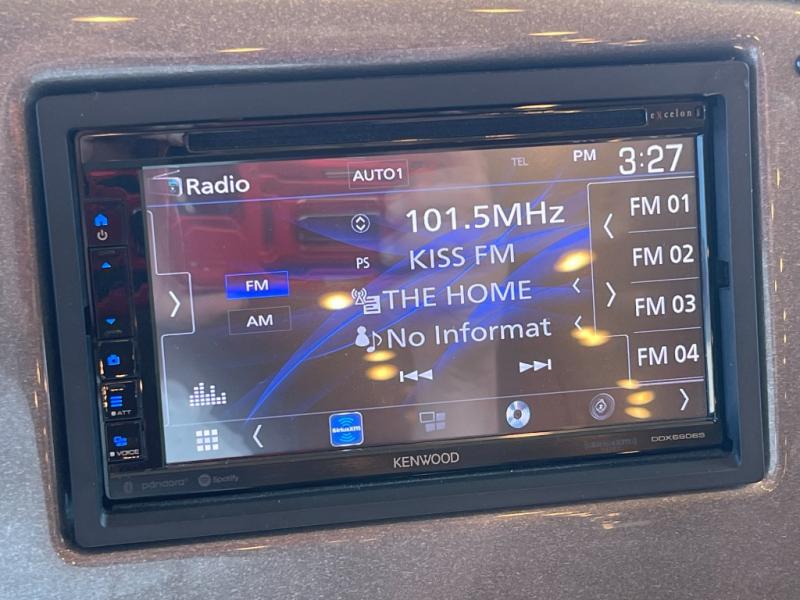 excelon
Radio
AUTO1
TEL
PM
3:27
101.5MHz
PS
KISS FM
FM
AM
THE HOME
No Informat
FM 01
FM 02
FM 03
FM 04
ATT
VOICE
SiriusXM
KENWOOD
DDX6906S
pandora
Spotify